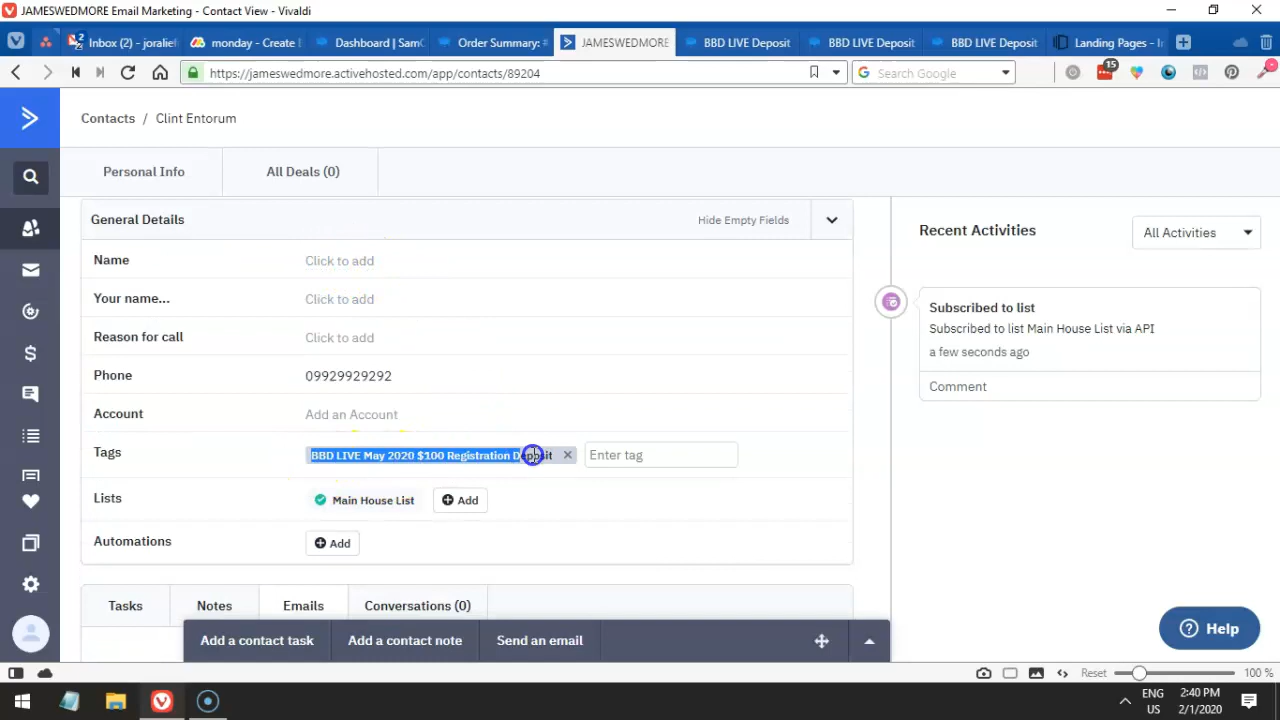 JAMESWEDMORE Email Marketing - Contact View - Vivaldi
2
Inbox (2) - joralief
monday - Create B
Dashboard | SamC
Order Summary: #
JAMESWEDMORE
BBD LIVE Deposit
BBD LIVE Deposit
BBD LIVE Deposit
Landing Pages - In
https://jameswedmore.activehosted.com/app/contacts/89204
Search Google
15
Contacts / Clint Entorum
Personal Info
All Deals (0)
General Details
Hide Empty Fields
Name
Click to add
Your name...
Click to add
Reason for call
Click to add
Phone
09929929292
Account
Add an Account
Tags
BBD LIVE May 2020 $100 Registration Deposit
Enter tag
Lists
Main House List
Add
Automations
Add
Recent Activities
All Activities
Subscribed to list
Subscribed to list Main House List via API
a few seconds ago
Comment
Tasks
Notes
Emails
Conversations (0)
Add a contact task
Add a contact note
Send an email
Help
Reset
100 %
ENG
US
2:40 PM
2/1/2020